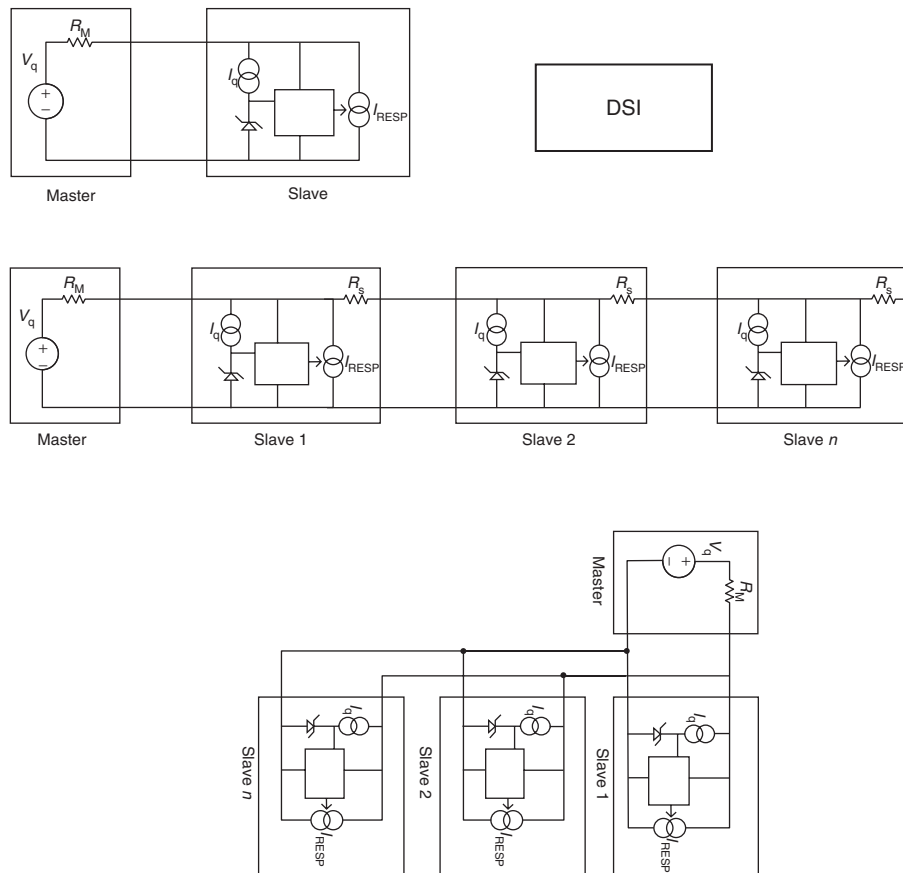 R_M
V_q
+
−
I_q
I_RESP
Master
Slave
DSI
R_M
V_q
+
−
I_q
R_s
I_RESP
I_q
R_s
I_RESP
I_q
R_s
I_RESP
Master
Slave 1
Slave 2
Slave n
Master
−
+
V_q
R_M
Slave n
I_q
I_RESP
Slave 2
I_q
I_RESP
Slave 1
I_q
I_RESP